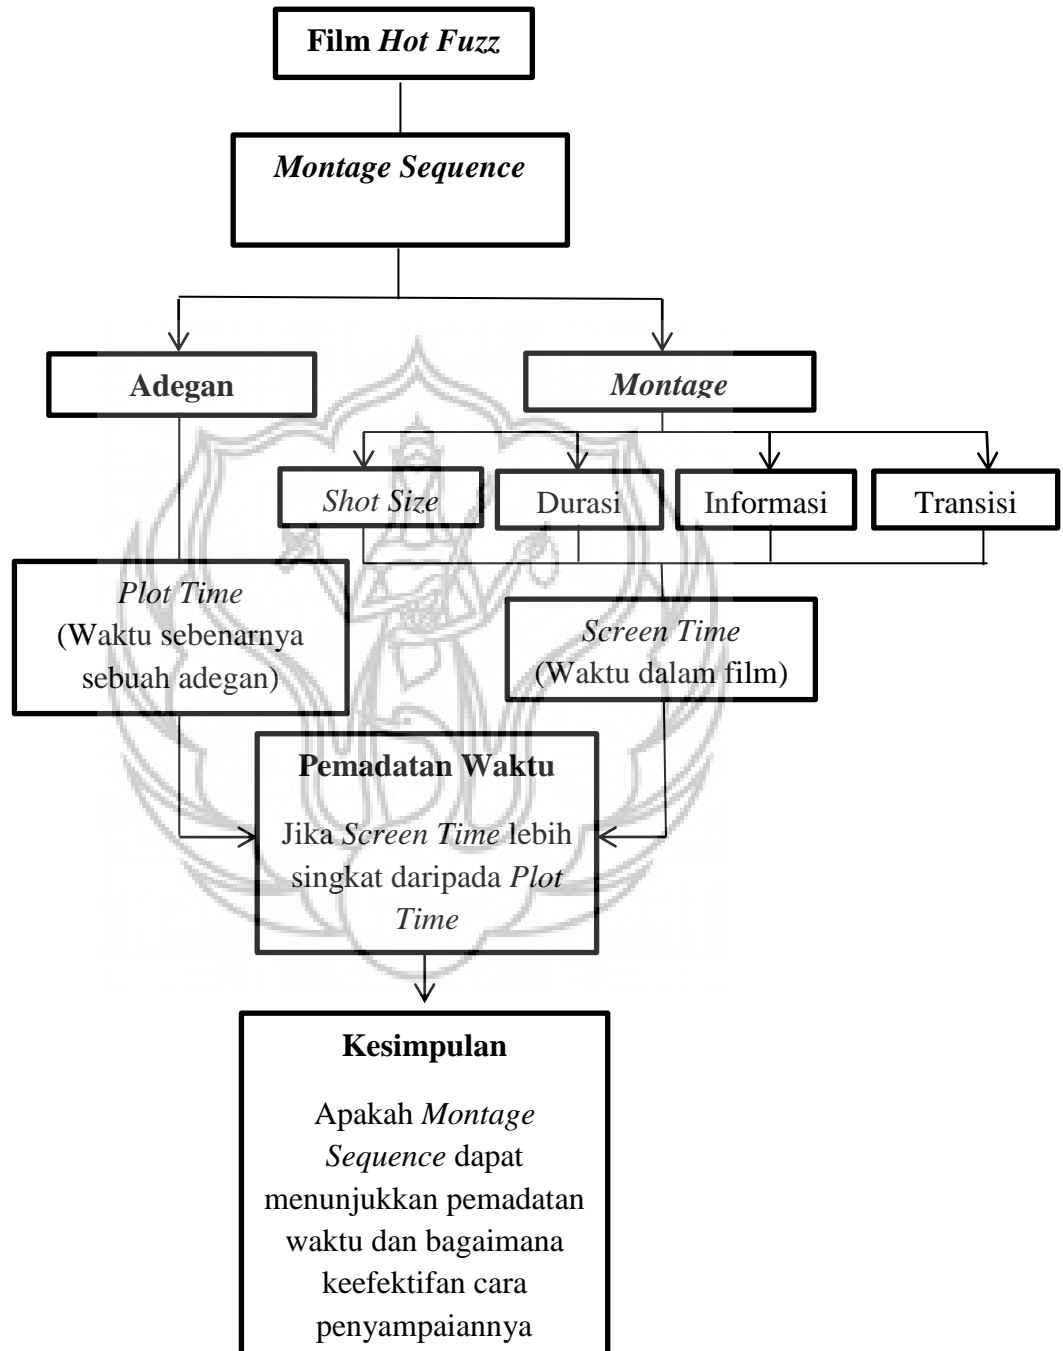 Film Hot Fuzz
Montage Sequence
Adegan
Montage
Shot Size
Durasi
Informasi
Transisi
Plot Time
(Waktu sebenarnya
sebuah adegan)
Screen Time
(Waktu dalam film)
Pemadatan Waktu
Jika Screen Time lebih
singkat daripada Plot
Time
Kesimpulan
Apakah Montage
Sequence dapat
menunjukkan pemadatan
waktu dan bagaimana
keefektifan cara
penyampaiannya